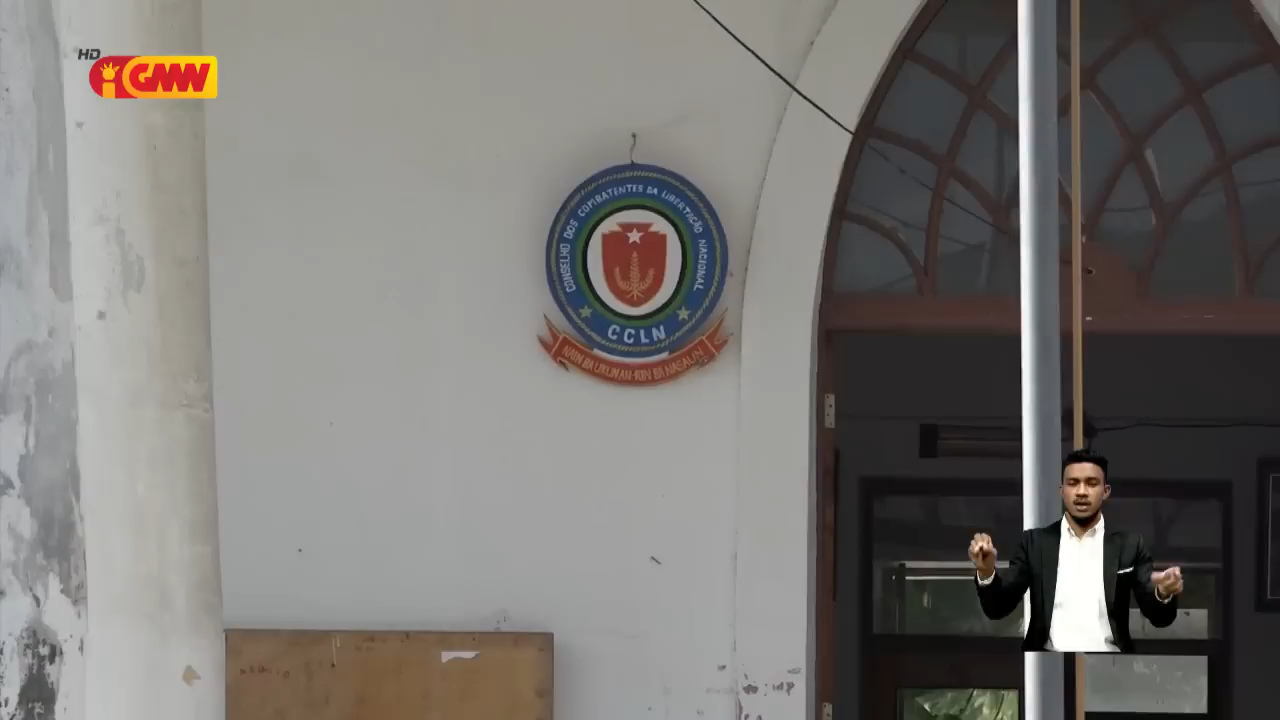 HD
GMN
CONSELHO DOS COMBATENTES DA LIBERTAÇÃO NACIONAL
CCLN